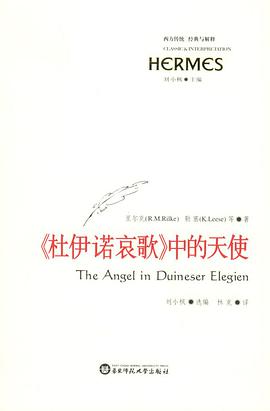 西方传统 经典与解释
CLASSICI & INTERPRETATION
HERMES
刘小枫●主编
里尔克(R.M.Rilke) 勒塞(K.Leese)等●著
《杜伊诺哀歌》中的天使
The Angel in Duineser Elegien
刘小枫●选编 林克●译
华东师范大学出版社